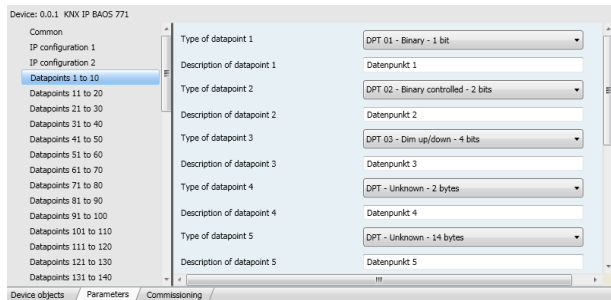 Device: 0.0.1 KNX IP BAOS 771
Common
IP configuration 1
IP configuration 2
Datapoints 1 to 10
Datapoints 11 to 20
Datapoints 21 to 30
Datapoints 31 to 40
Datapoints 41 to 50
Datapoints 51 to 60
Datapoints 61 to 70
Datapoints 71 to 80
Datapoints 81 to 90
Datapoints 91 to 100
Datapoints 101 to 110
Datapoints 111 to 120
Datapoints 121 to 130
Datapoints 131 to 140
Type of datapoint 1 DPT 01 - Binary - 1 bit
Description of datapoint 1 Datenpunkt 1
Type of datapoint 2 DPT 02 - Binary controlled - 2 bits
Description of datapoint 2 Datenpunkt 2
Type of datapoint 3 DPT 03 - Dim up/down - 4 bits
Description of datapoint 3 Datenpunkt 3
Type of datapoint 4 DPT - Unknown - 2 bytes
Description of datapoint 4 Datenpunkt 4
Type of datapoint 5 DPT - Unknown - 14 bytes
Description of datapoint 5 Datenpunkt 5
Device objects Parameters Commissioning